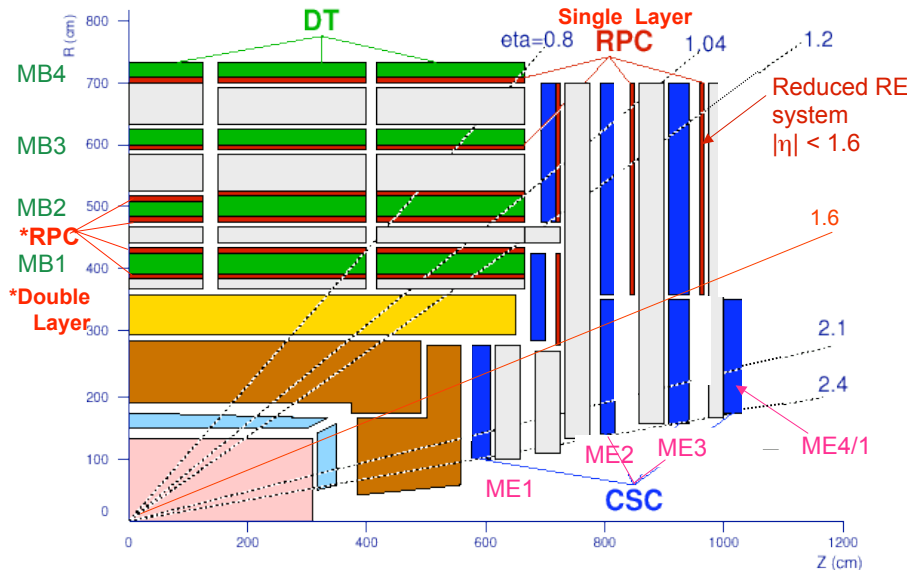 R (cm)
800
700
600
500
400
300
200
100
0
DT
eta=0.8
Single Layer
RPC
1.04
1.2
MB4
MB3
MB2
*RPC
MB1
*Double
Layer
Reduced RE
system
|η| < 1.6
1.6
2.1
2.4
ME1
ME2
ME3
ME4/1
CSC
0
200
400
600
800
1000
1200
Z (cm)